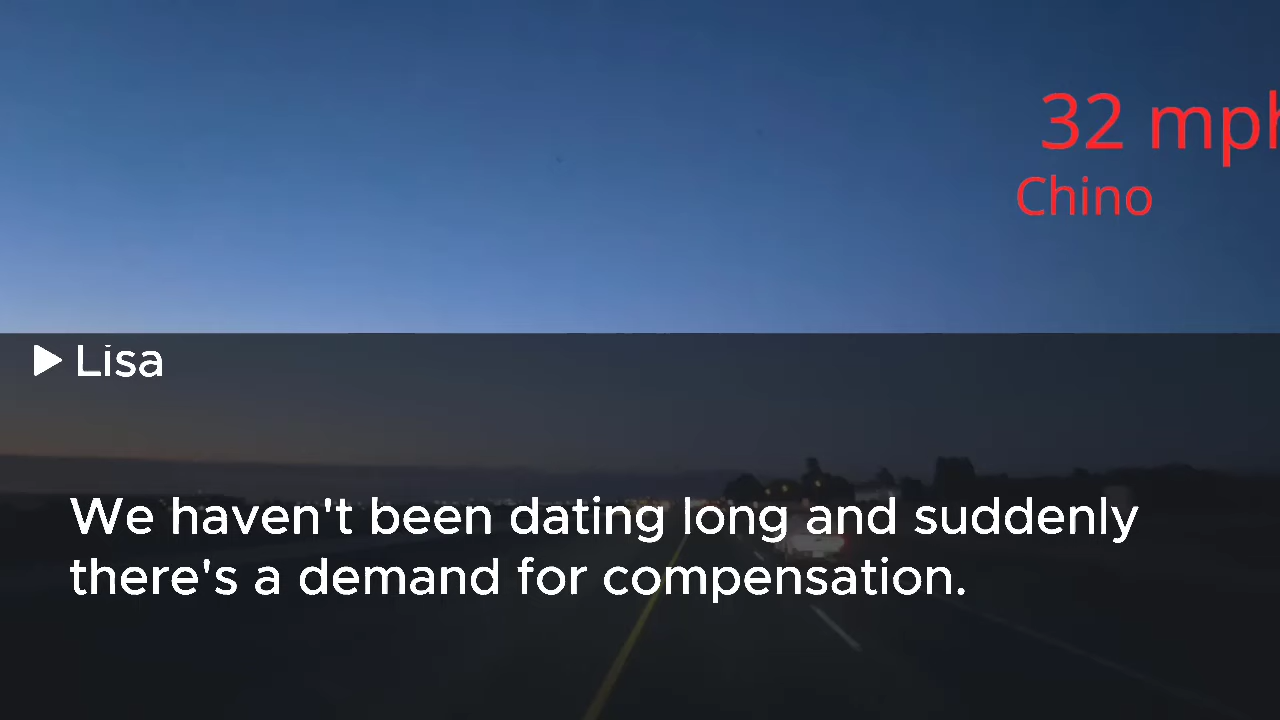 32 mph
Chino
▶ Lisa
We haven't been dating long and suddenly
there's a demand for compensation.